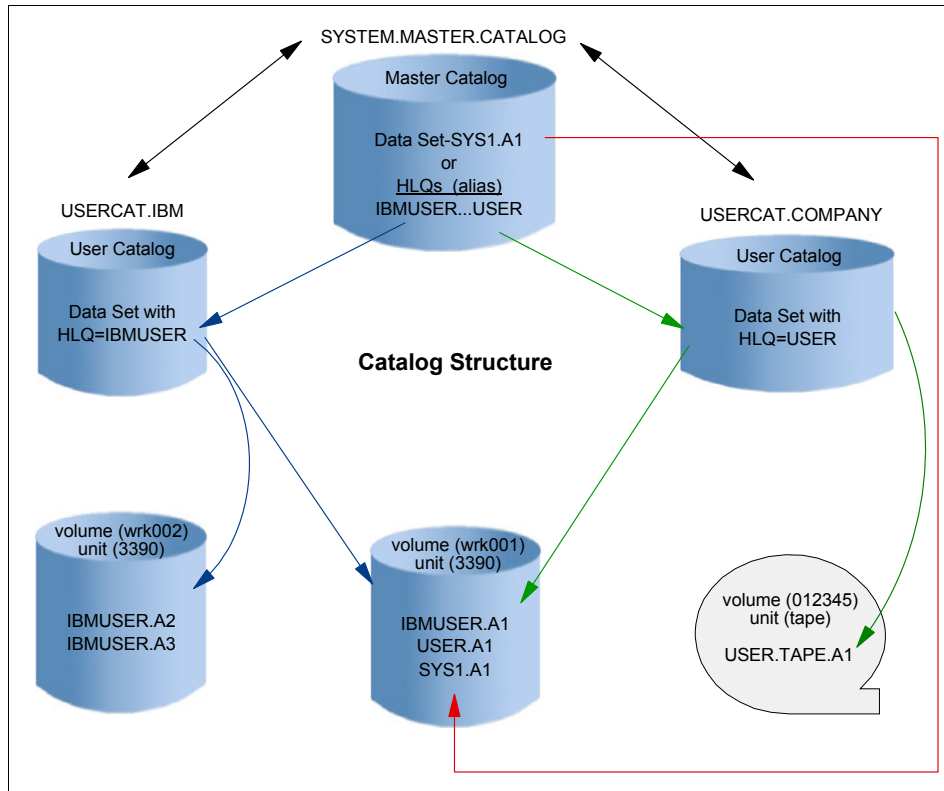 SYSTEM.MASTER.CATALOG
Master Catalog
Data Set-SYS1.A1
or
HLQs (alias)
IBMUSER...USER
USERCAT.IBM
User Catalog
Data Set with
HLQ=IBMUSER
USERCAT.COMPANY
User Catalog
Data Set with
HLQ=USER
Catalog Structure
volume (wrk002)
unit (3390)
IBMUSER.A2
IBMUSER.A3
volume (wrk001)
unit (3390)
IBMUSER.A1
USER.A1
SYS1.A1
volume (012345)
unit (tape)
USER.TAPE.A1